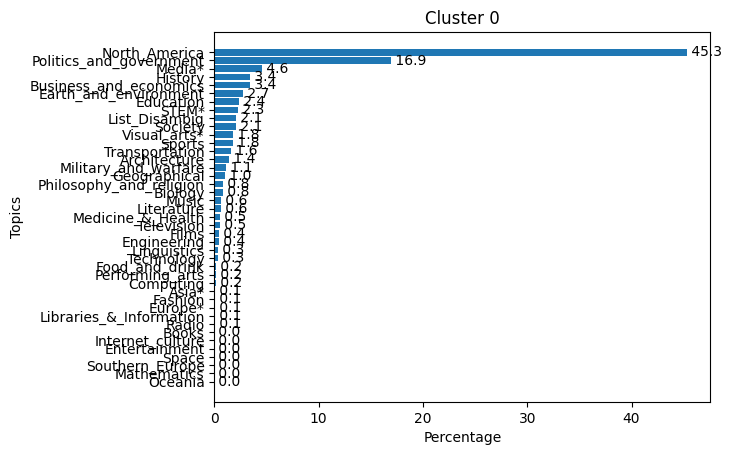 Cluster 0
Topics
North_America 45.3
Politics_and_government 16.9
Media* 4.6
History 3.4
Business_and_economics 3.4
Earth_and_environment 2.7
Education 2.4
STEM* 2.3
List_Disambig 2.1
Society 2.1
Visual_arts* 1.8
Sports 1.8
Transportation 1.6
Architecture 1.4
Military_and_warfare 1.1
Geographical 1.0
Philosophy_and_religion 0.8
Biology 0.8
Music 0.6
Literature 0.6
Medicine_&_Health 0.5
Television 0.5
Films 0.4
Engineering 0.4
Linguistics 0.3
Technology 0.3
Food_and_drink 0.2
Performing_arts 0.2
Computing 0.2
Asia* 0.1
Fashion 0.1
Europe* 0.1
Libraries_&_Information 0.1
Radio 0.1
Books 0.0
Internet_culture 0.0
Entertainment 0.0
Space 0.0
Southern_Europe 0.0
Mathematics 0.0
Oceania 0.0
0 10 20 30 40
Percentage